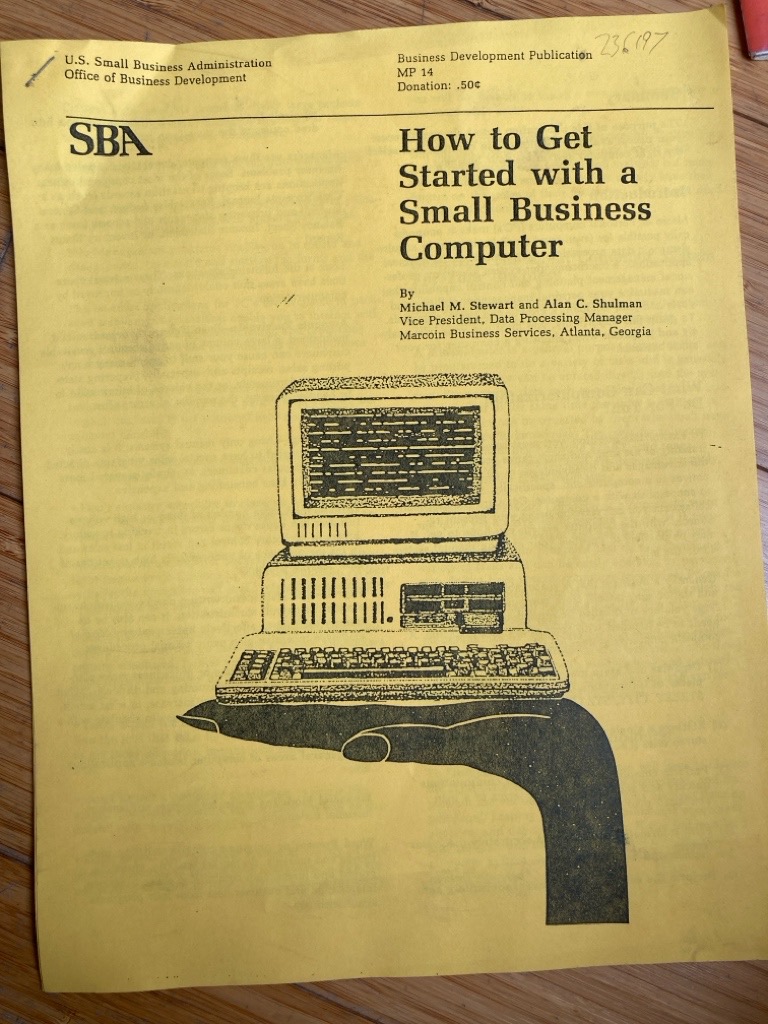 U.S. Small Business Administration
Office of Business Development
Business Development Publication
MP 14
Donation: .50¢
SBA
How to Get
Started with a
Small Business
Computer
By
Michael M. Stewart and Alan C. Shulman
Vice President, Data Processing Manager
Marcoin Business Services, Atlanta, Georgia